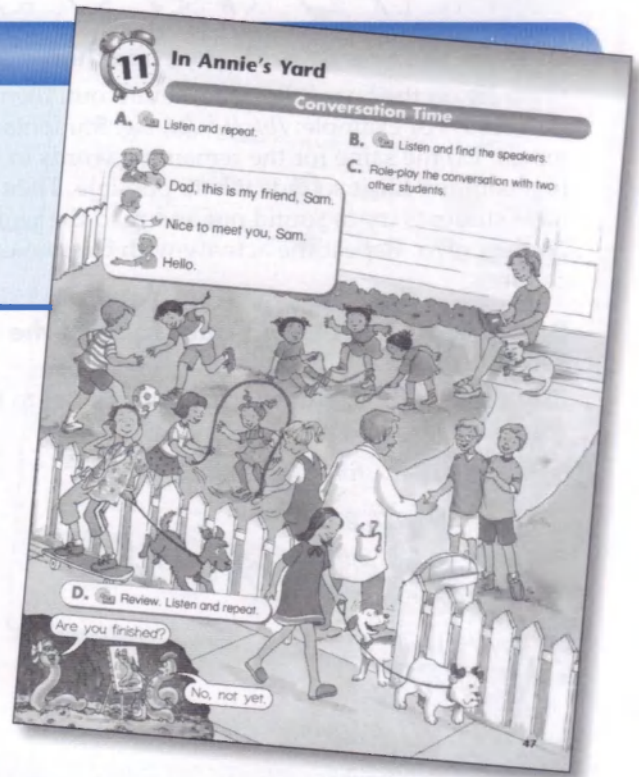 11
In Annie's Yard
Conversation Time
A. Listen and repeat.
Dad, this is my friend, Sam.
Nice to meet you, Sam.
Hello.
B. Listen and find the speakers.
C. Role-play the conversation with two
other students.
D. Review. Listen and repeat.
Are you finished?
No, not yet.
47